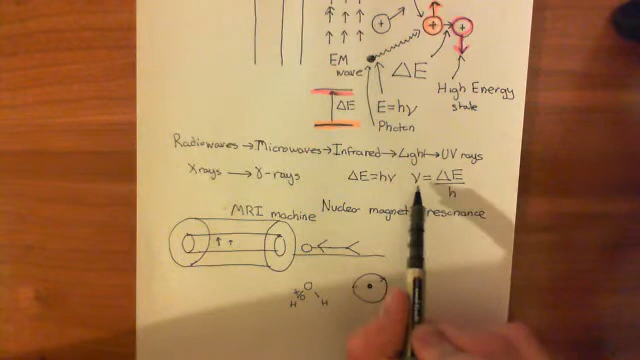 EM wave
ΔE
High Energy state
ΔE
E=hν
Photon
Radiowaves→Microwaves→Infrared→Light→UV rays
Xrays → γ-rays
ΔE=hν ν=ΔE/h
MRI machine Nuclear magnetic resonance
O
H H